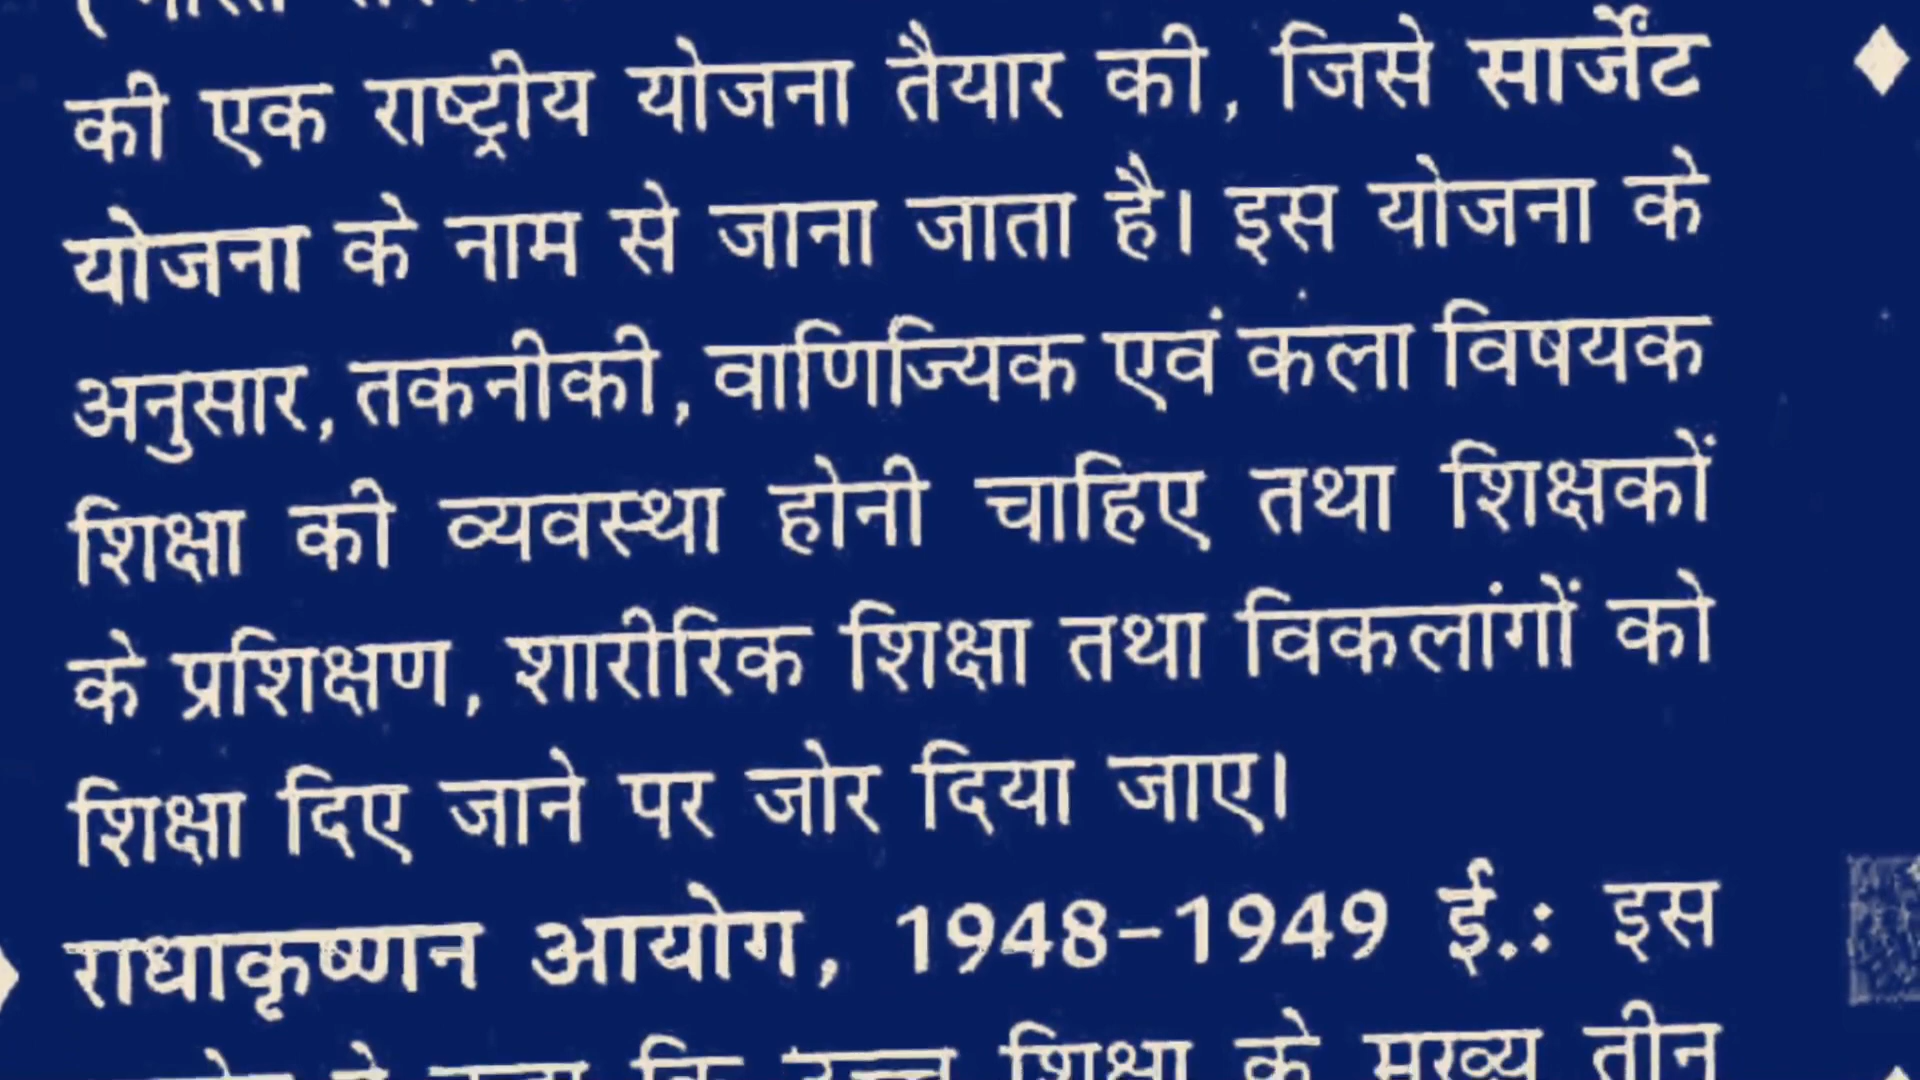 की एक राष्ट्रीय योजना तैयार की, जिसे सार्जेंट
योजना के नाम से जाना जाता है। इस योजना के
अनुसार, तकनीकी, वाणिज्यिक एवं कला विषयक
शिक्षा की व्यवस्था होनी चाहिए तथा शिक्षकों
के प्रशिक्षण, शारीरिक शिक्षा तथा विकलांगों को
शिक्षा दिए जाने पर जोर दिया जाए।
राधाकृष्णन आयोग, 1948-1949 ई.: इस
शिक्षा के मुख्य तीन